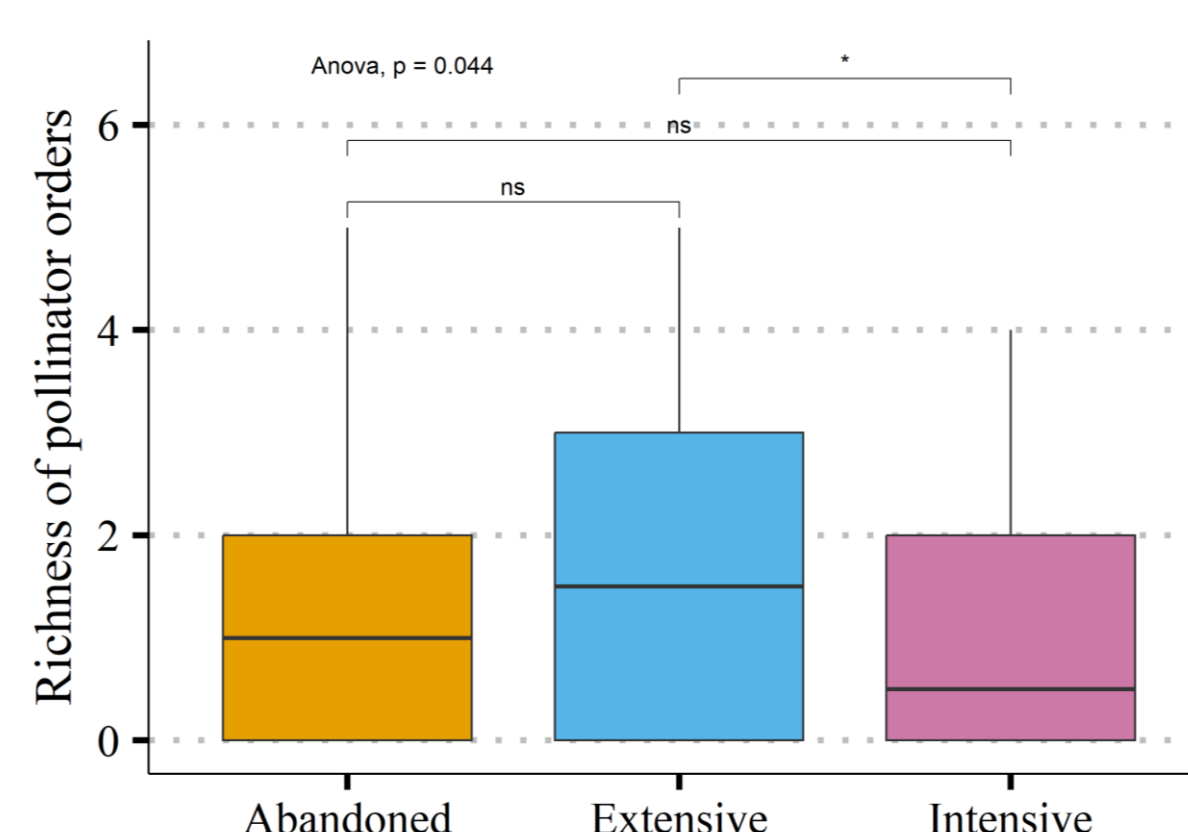 Anova, p = 0.044
*
ns
ns
Richness of pollinator orders
6
4
2
0
Abandoned
Extensive
Intensive